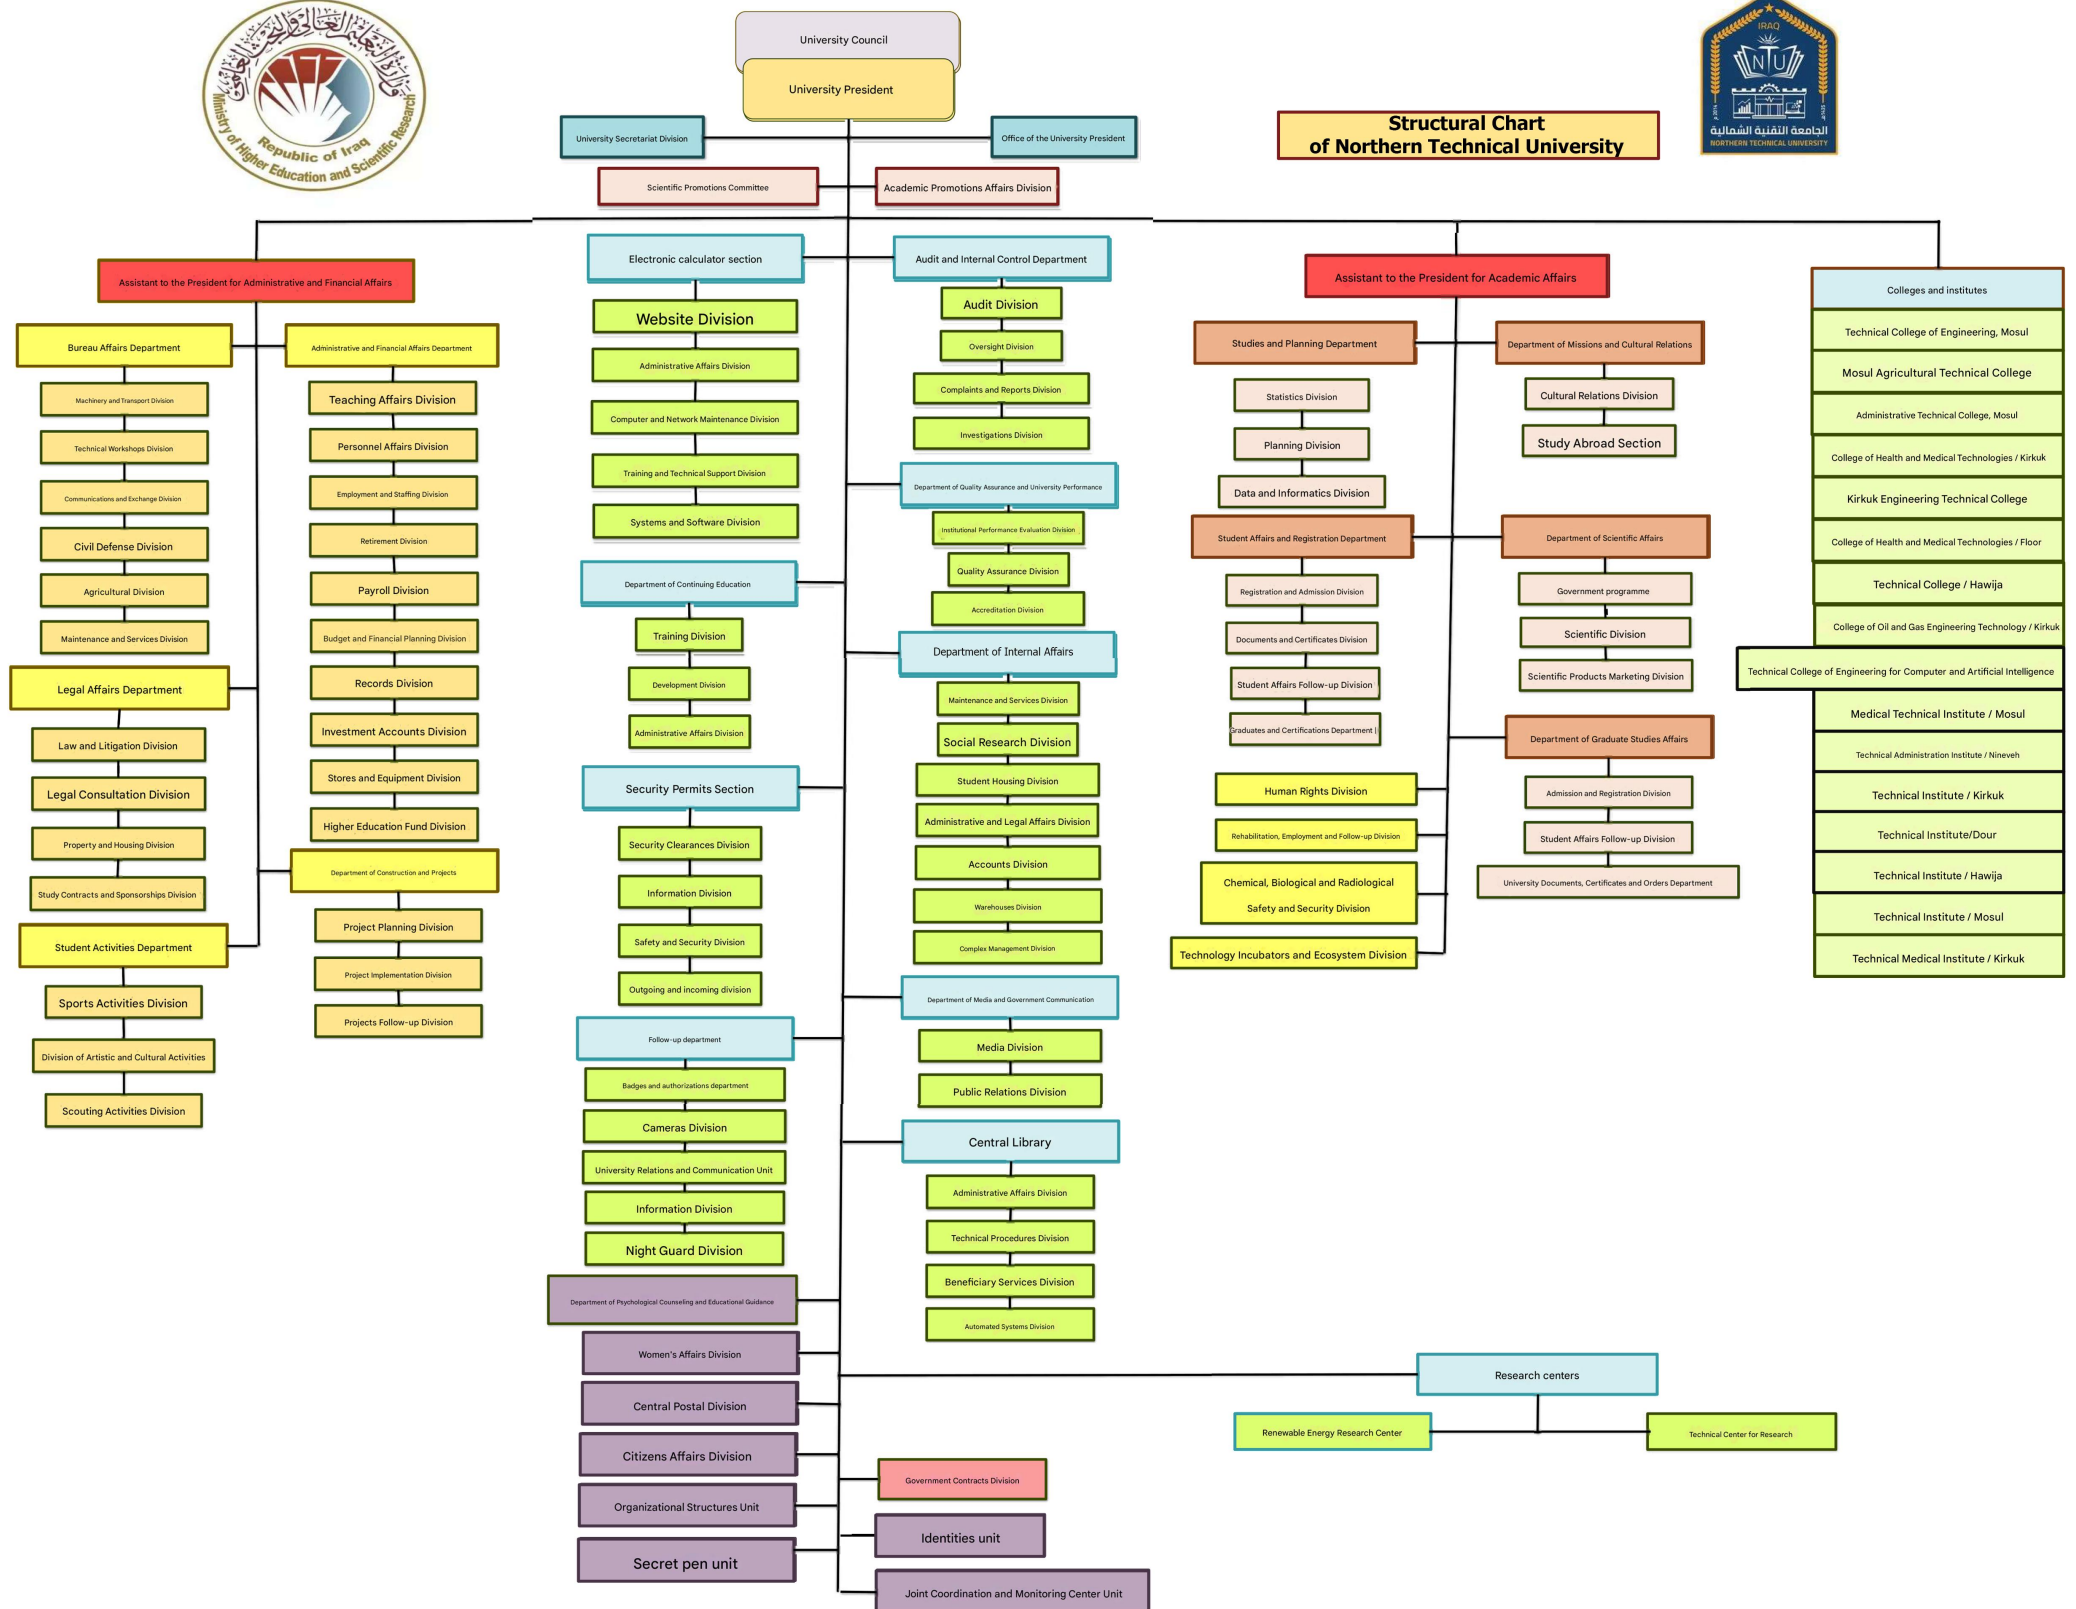 وزارة التعليم العالي والبحث العلمي
Republic of Iraq
Ministry of Higher Education and Scientific Research
University Council
University President
University Secretariat Division
Office of the University President
Scientific Promotions Committee
Academic Promotions Affairs Division
Structural Chart
of Northern Technical University
IRAQ
NTU
الجامعة التقنية الشمالية
NORTHERN TECHNICAL UNIVERSITY
Assistant to the President for Administrative and Financial Affairs
Bureau Affairs Department
Machinery and Transport Division
Technical Workshops Division
Communications and Exchange Division
Civil Defense Division
Agricultural Division
Maintenance and Services Division
Legal Affairs Department
Law and Litigation Division
Legal Consultation Division
Property and Housing Division
Study Contracts and Sponsorships Division
Student Activities Department
Sports Activities Division
Division of Artistic and Cultural Activities
Scouting Activities Division
Administrative and Financial Affairs Department
Teaching Affairs Division
Personnel Affairs Division
Employment and Staffing Division
Retirement Division
Payroll Division
Budget and Financial Planning Division
Records Division
Investment Accounts Division
Stores and Equipment Division
Higher Education Fund Division
Department of Construction and Projects
Project Planning Division
Project Implementation Division
Projects Follow-up Division
Electronic calculator section
Website Division
Administrative Affairs Division
Computer and Network Maintenance Division
Training and Technical Support Division
Systems and Software Division
Department of Continuing Education
Training Division
Development Division
Administrative Affairs Division
Security Permits Section
Security Clearances Division
Information Division
Safety and Security Division
Outgoing and incoming division
Follow-up department
Badges and authorizations department
Cameras Division
University Relations and Communication Unit
Information Division
Night Guard Division
Department of Psychological Counseling and Educational Guidance
Women's Affairs Division
Central Postal Division
Citizens Affairs Division
Organizational Structures Unit
Secret pen unit
Audit and Internal Control Department
Audit Division
Oversight Division
Complaints and Reports Division
Investigations Division
Department of Quality Assurance and University Performance
Institutional Performance Evaluation Division
Quality Assurance Division
Accreditation Division
Department of Internal Affairs
Maintenance and Services Division
Social Research Division
Student Housing Division
Administrative and Legal Affairs Division
Accounts Division
Warehouses Division
Complex Management Division
Department of Media and Government Communication
Media Division
Public Relations Division
Central Library
Administrative Affairs Division
Technical Procedures Division
Beneficiary Services Division
Automated Systems Division
Government Contracts Division
Identities unit
Joint Coordination and Monitoring Center Unit
Assistant to the President for Academic Affairs
Studies and Planning Department
Statistics Division
Planning Division
Data and Informatics Division
Student Affairs and Registration Department
Registration and Admission Division
Documents and Certificates Division
Student Affairs Follow-up Division
Graduates and Certifications Department |
Human Rights Division
Rehabilitation, Employment and Follow-up Division
Chemical, Biological and Radiological
Safety and Security Division
Technology Incubators and Ecosystem Division
Department of Missions and Cultural Relations
Cultural Relations Division
Study Abroad Section
Department of Scientific Affairs
Government programme
Scientific Division
Scientific Products Marketing Division
Department of Graduate Studies Affairs
Admission and Registration Division
Student Affairs Follow-up Division
University Documents, Certificates and Orders Department
Colleges and institutes
Technical College of Engineering, Mosul
Mosul Agricultural Technical College
Administrative Technical College, Mosul
College of Health and Medical Technologies / Kirkuk
Kirkuk Engineering Technical College
College of Health and Medical Technologies / Floor
Technical College / Hawija
College of Oil and Gas Engineering Technology / Kirkuk
Technical College of Engineering for Computer and Artificial Intelligence
Medical Technical Institute / Mosul
Technical Administration Institute / Nineveh
Technical Institute / Kirkuk
Technical Institute/Dour
Technical Institute / Hawija
Technical Institute / Mosul
Technical Medical Institute / Kirkuk
Research centers
Renewable Energy Research Center
Technical Center for Research